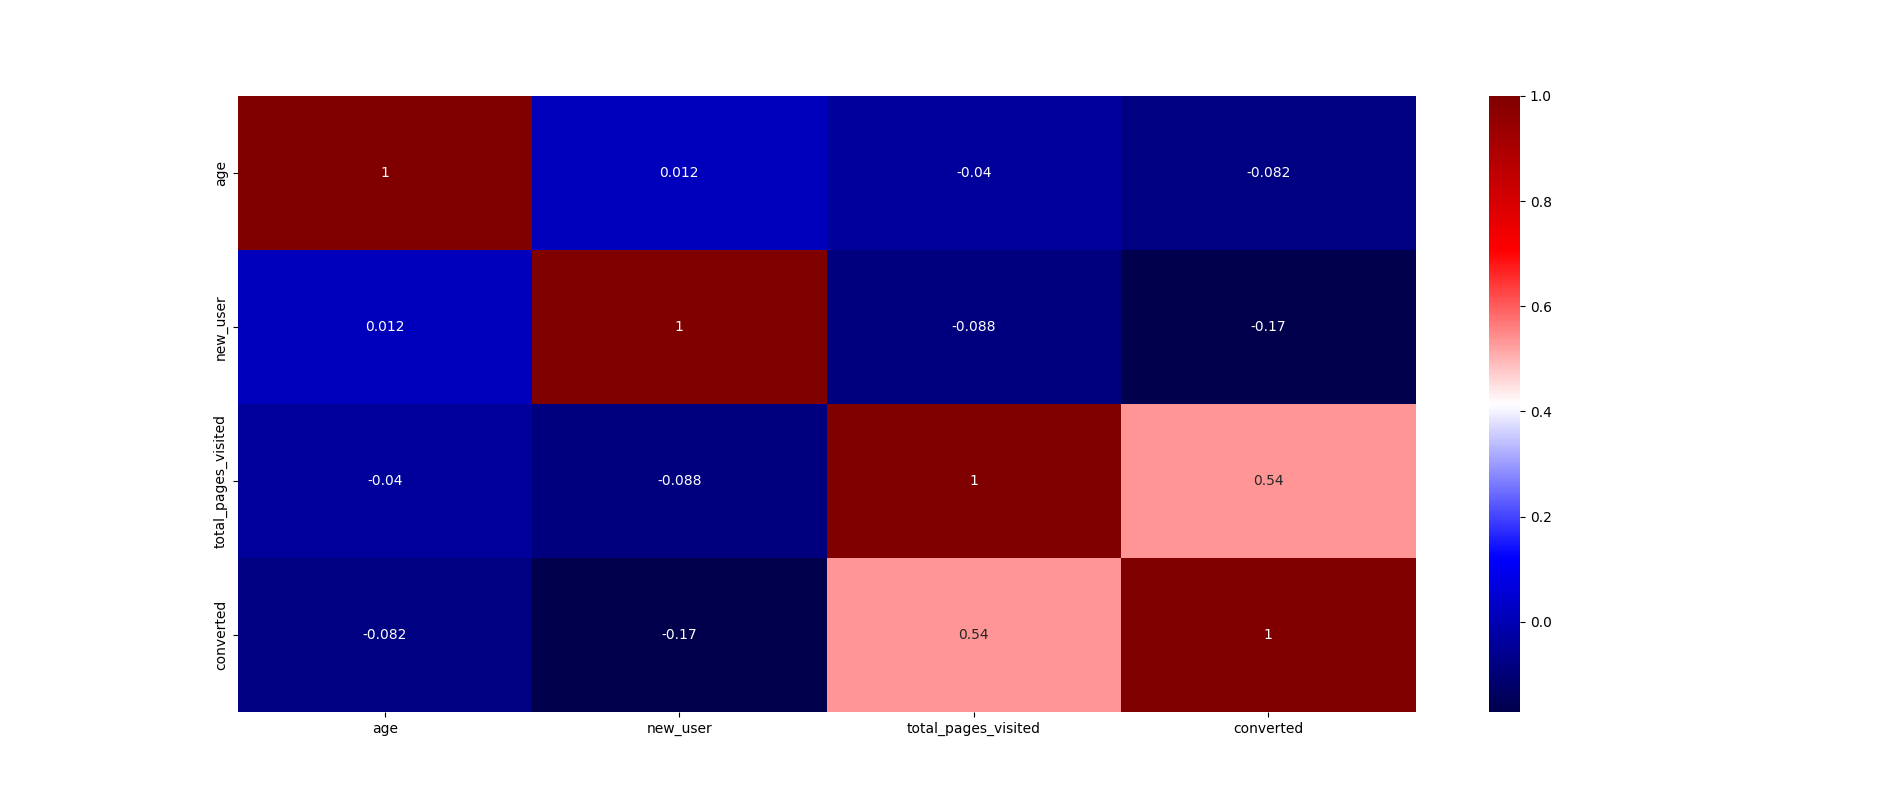 1.0
age
1
0.012
-0.04
-0.082
0.8
new_user
0.012
1
-0.088
-0.17
0.6
0.4
total_pages_visited
-0.04
-0.088
1
0.54
0.2
converted
-0.082
-0.17
0.54
1
0.0
age
new_user
total_pages_visited
converted